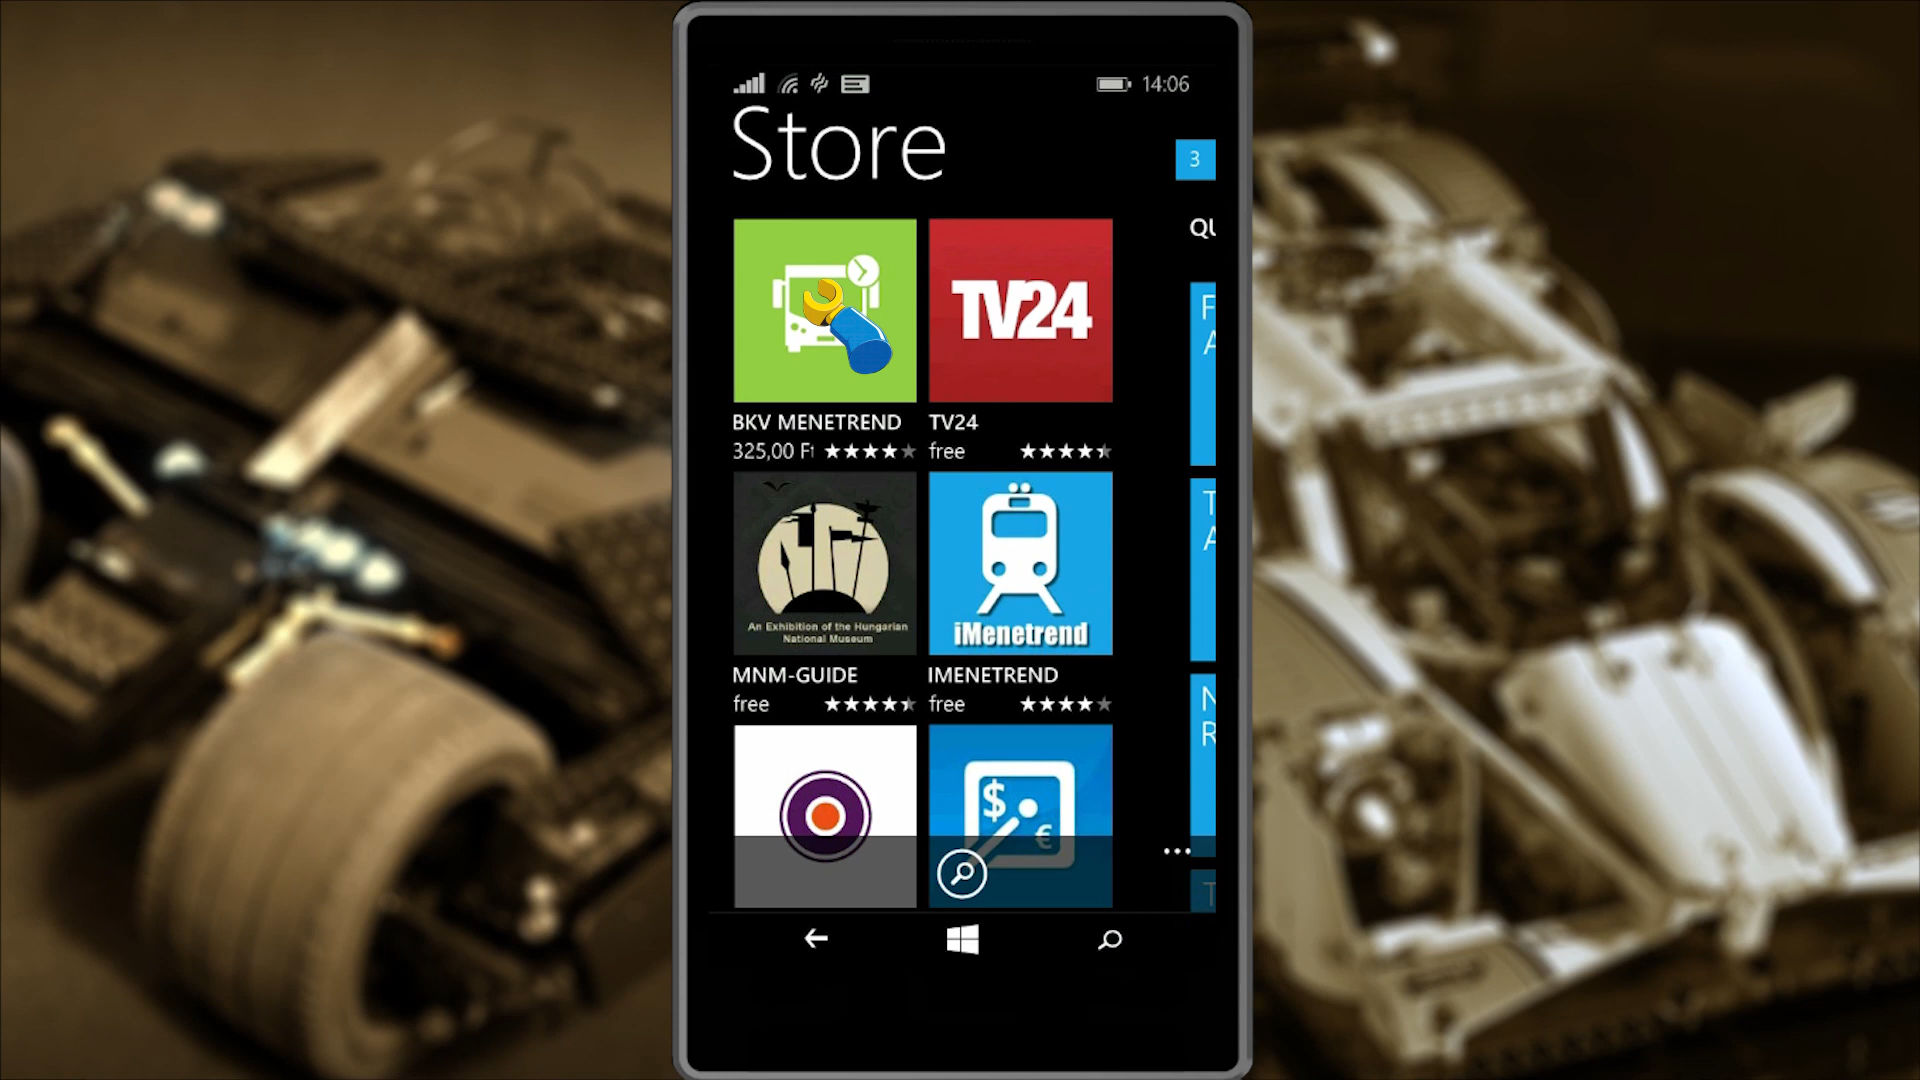 14:06
Store
3
QU
TV24
BKV MENETREND
TV24
325,00 Ft
free
An Exhibition of the Hungarian
National Museum
iMenetrend
MNM-GUIDE
IMENETREND
free
free
$
€
F
A
T
A
N
R
T